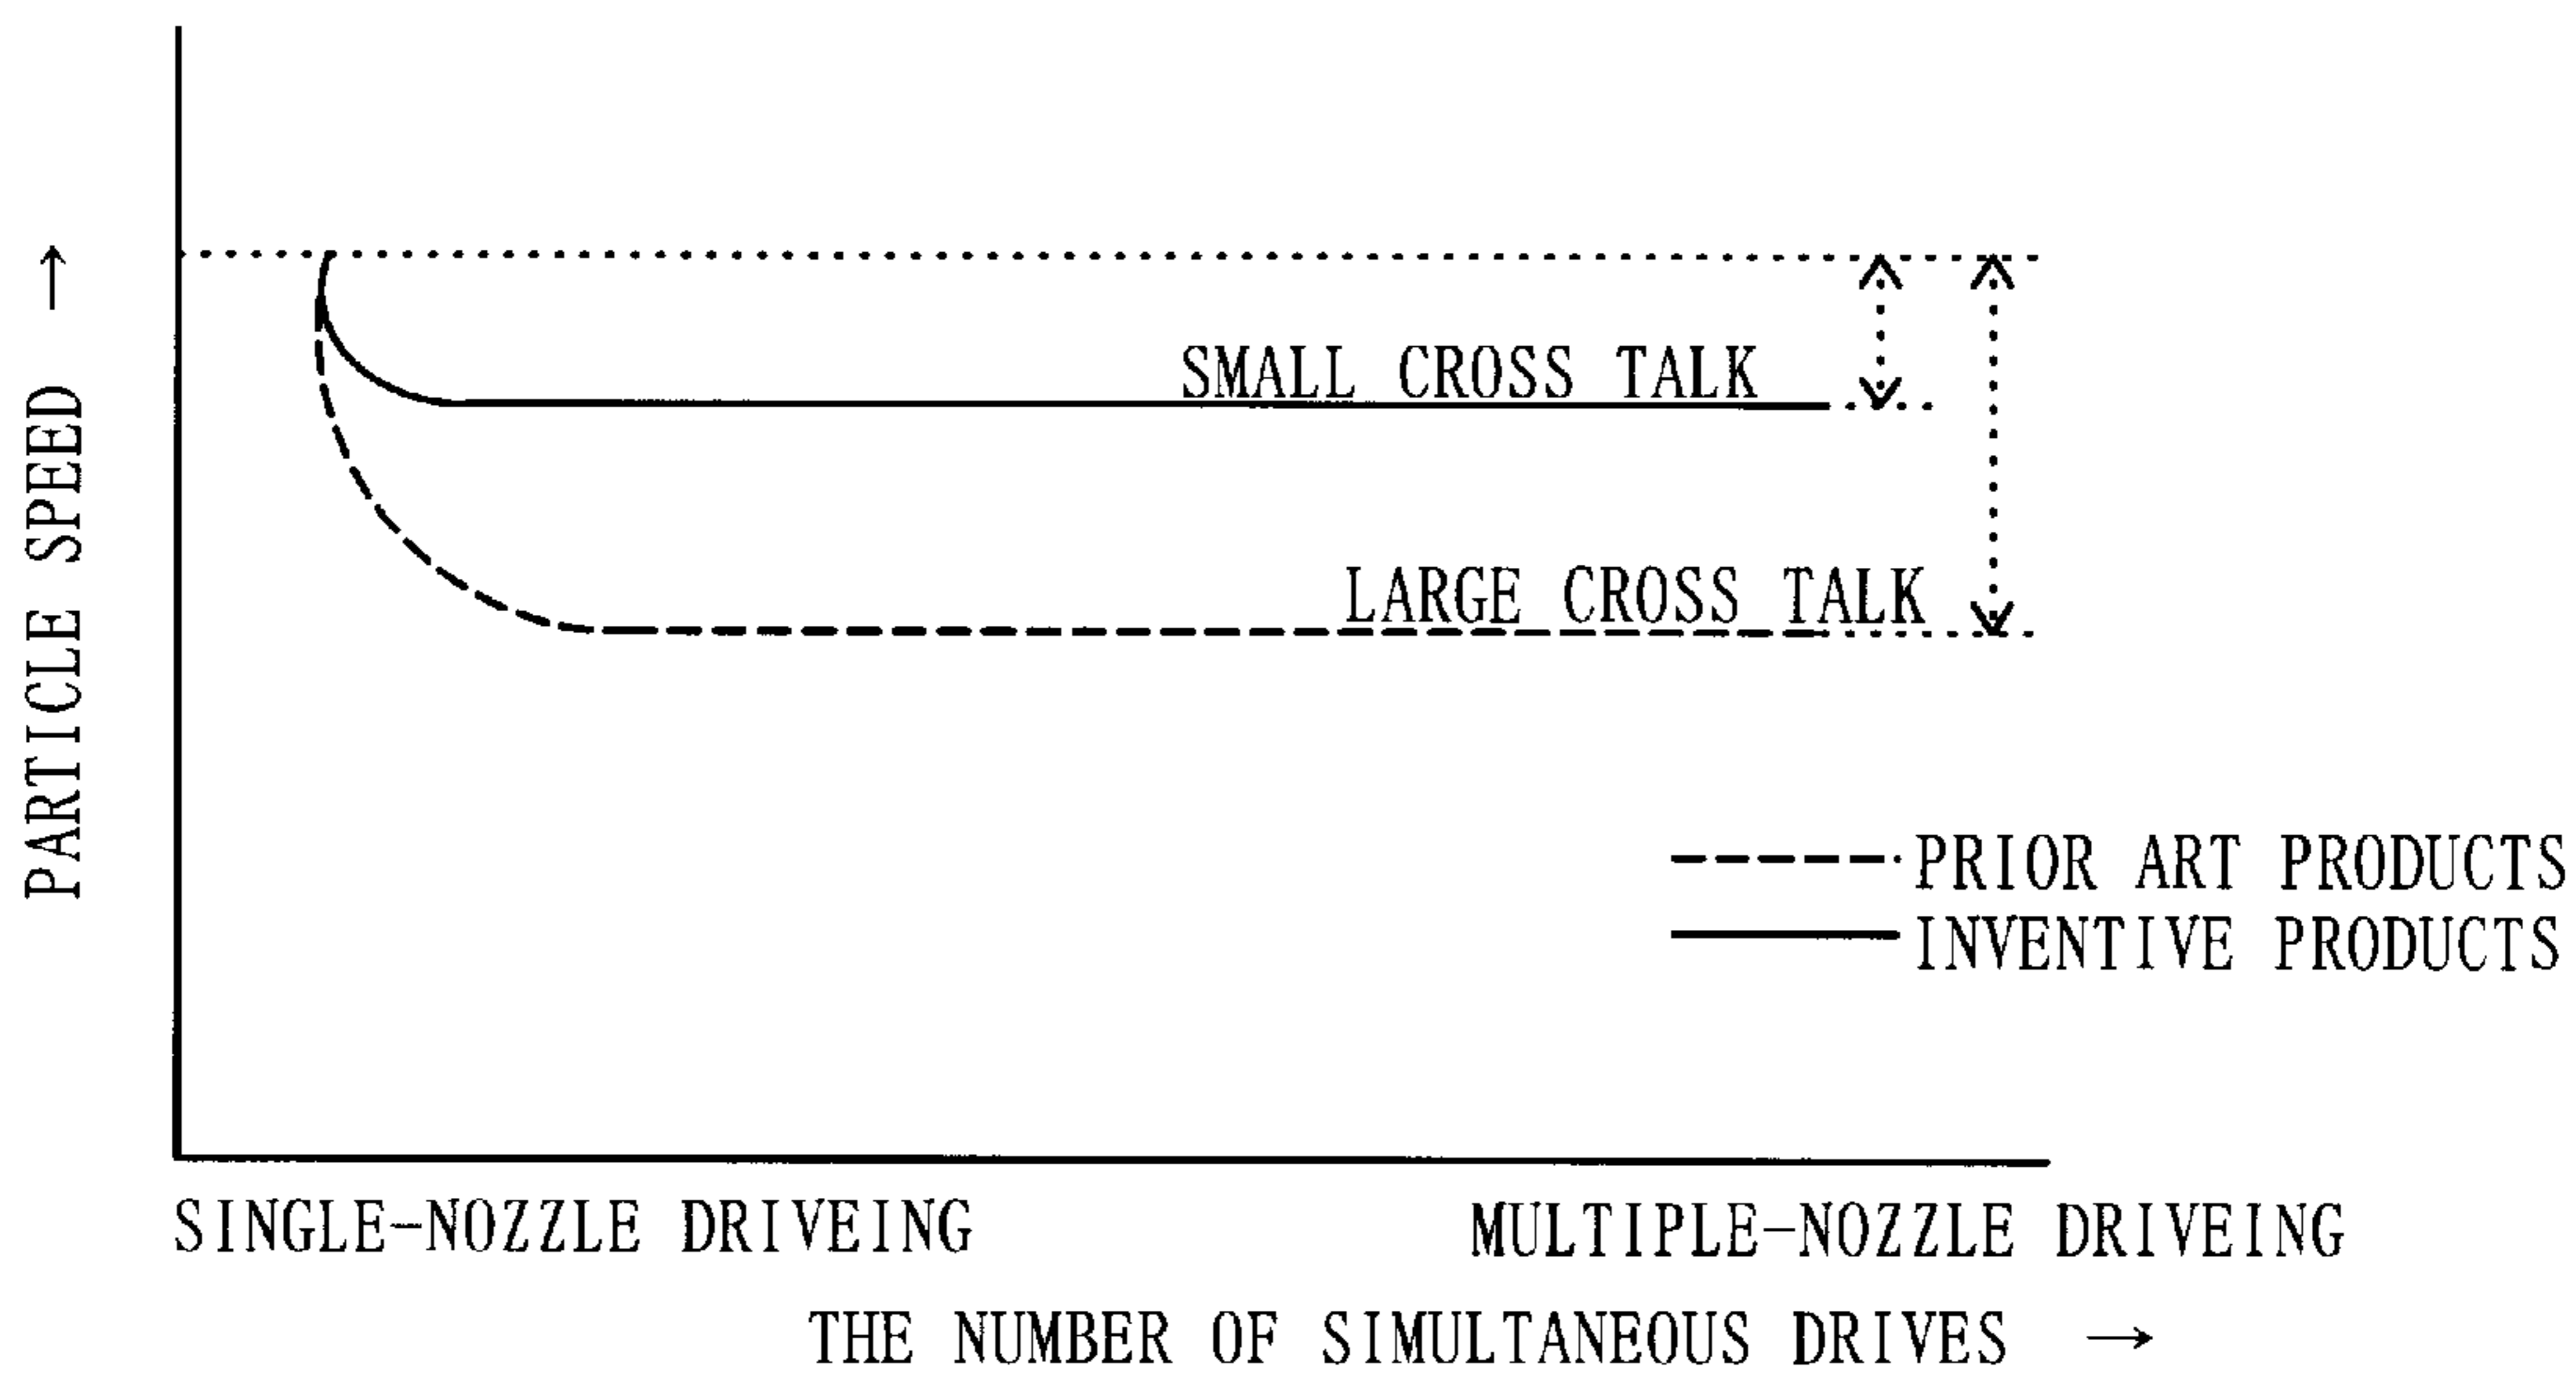 PARTICLE SPEED →
SMALL CROSS TALK
LARGE CROSS TALK
PRIOR ART PRODUCTS
INVENTIVE PRODUCTS
SINGLE-NOZZLE DRIVEING
MULTIPLE-NOZZLE DRIVEING
THE NUMBER OF SIMULTANEOUS DRIVES →